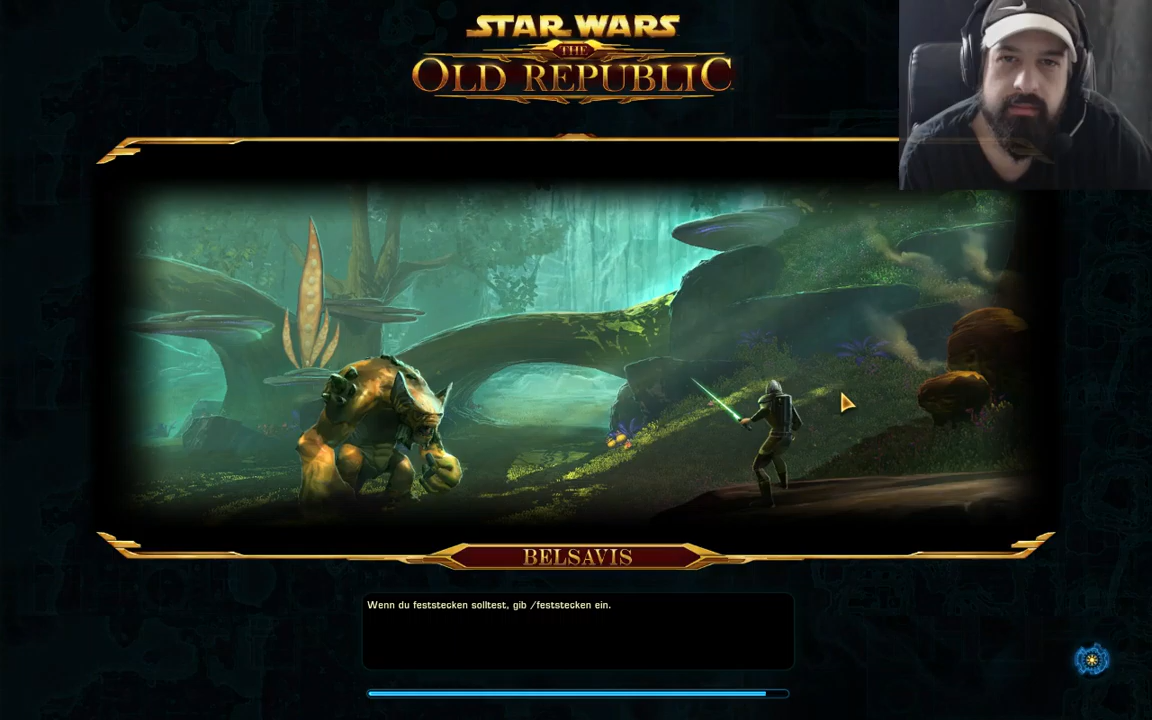 STAR WARS
THE
OLD REPUBLIC
BELSAVIS
Wenn du feststecken solltest, gib /feststecken ein.